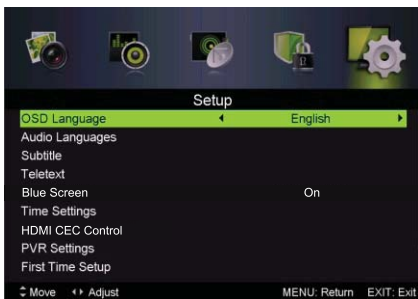 Setup
OSD Language English
Audio Languages
Subtitle
Teletext
Blue Screen On
Time Settings
HDMI CEC Control
PVR Settings
First Time Setup
Move Adjust MENU: Return EXIT: Exit